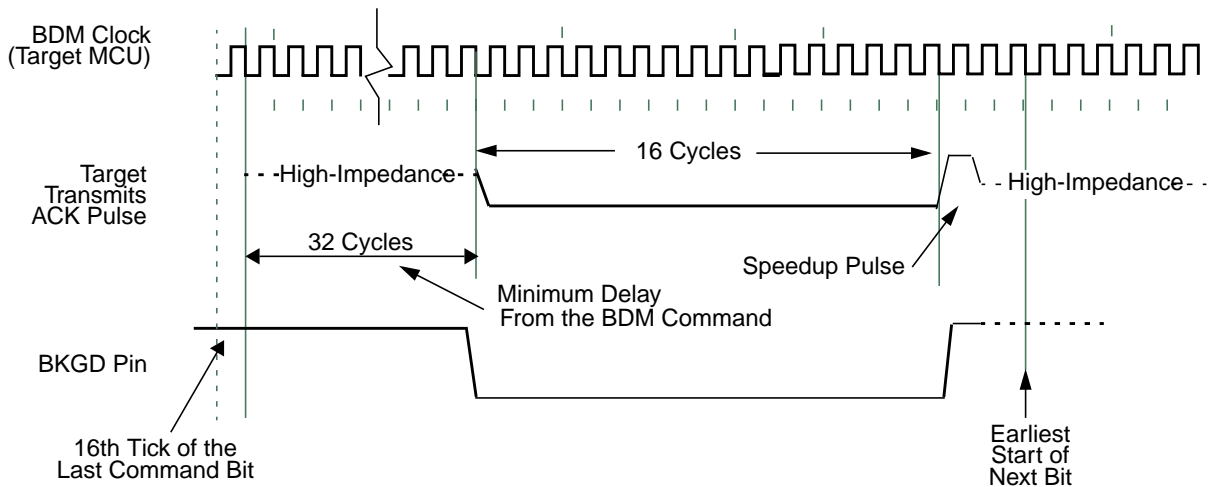 BDM Clock
(Target MCU)
16 Cycles
Target
Transmits
ACK Pulse
High-Impedance
High-Impedance
32 Cycles
Speedup Pulse
Minimum Delay
From the BDM Command
BKGD Pin
16th Tick of the
Last Command Bit
Earliest
Start of
Next Bit